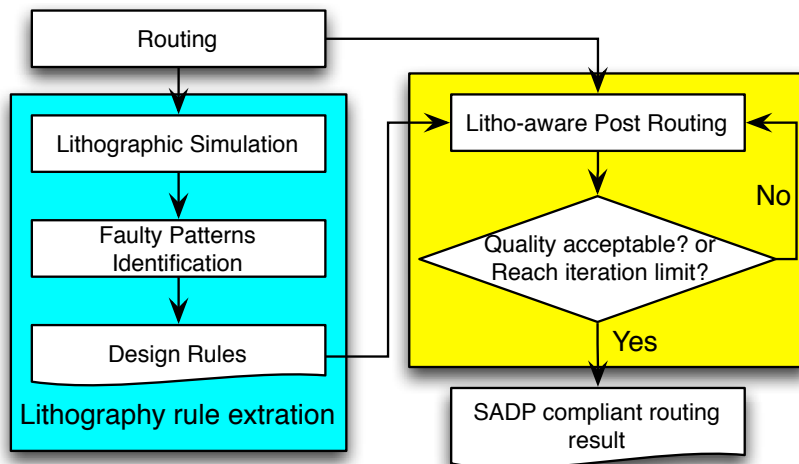 Routing
Lithographic Simulation
Faulty Patterns
Identification
Design Rules
Lithography rule extration
Litho-aware Post Routing
No
Quality acceptable? or
Reach iteration limit?
Yes
SADP compliant routing
result